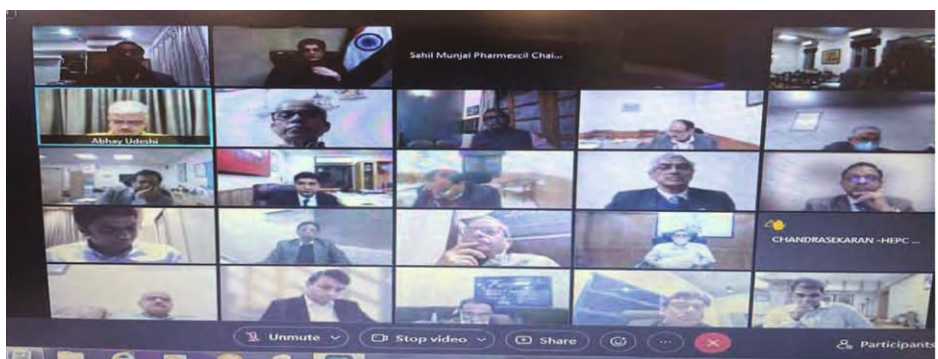 Sahil Munjal Pharmexcil Chai...
Abhay Udeshi
CHANDRASEKARAN -HEPC ...
Unmute
Stop video
Share
Participants